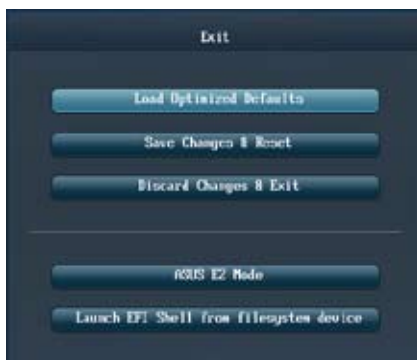 Exit
Load Optimized Defaults
Save Changes & Reset
Discard Changes & Exit
ASUS EZ Mode
Launch EFI Shell from filesystem device